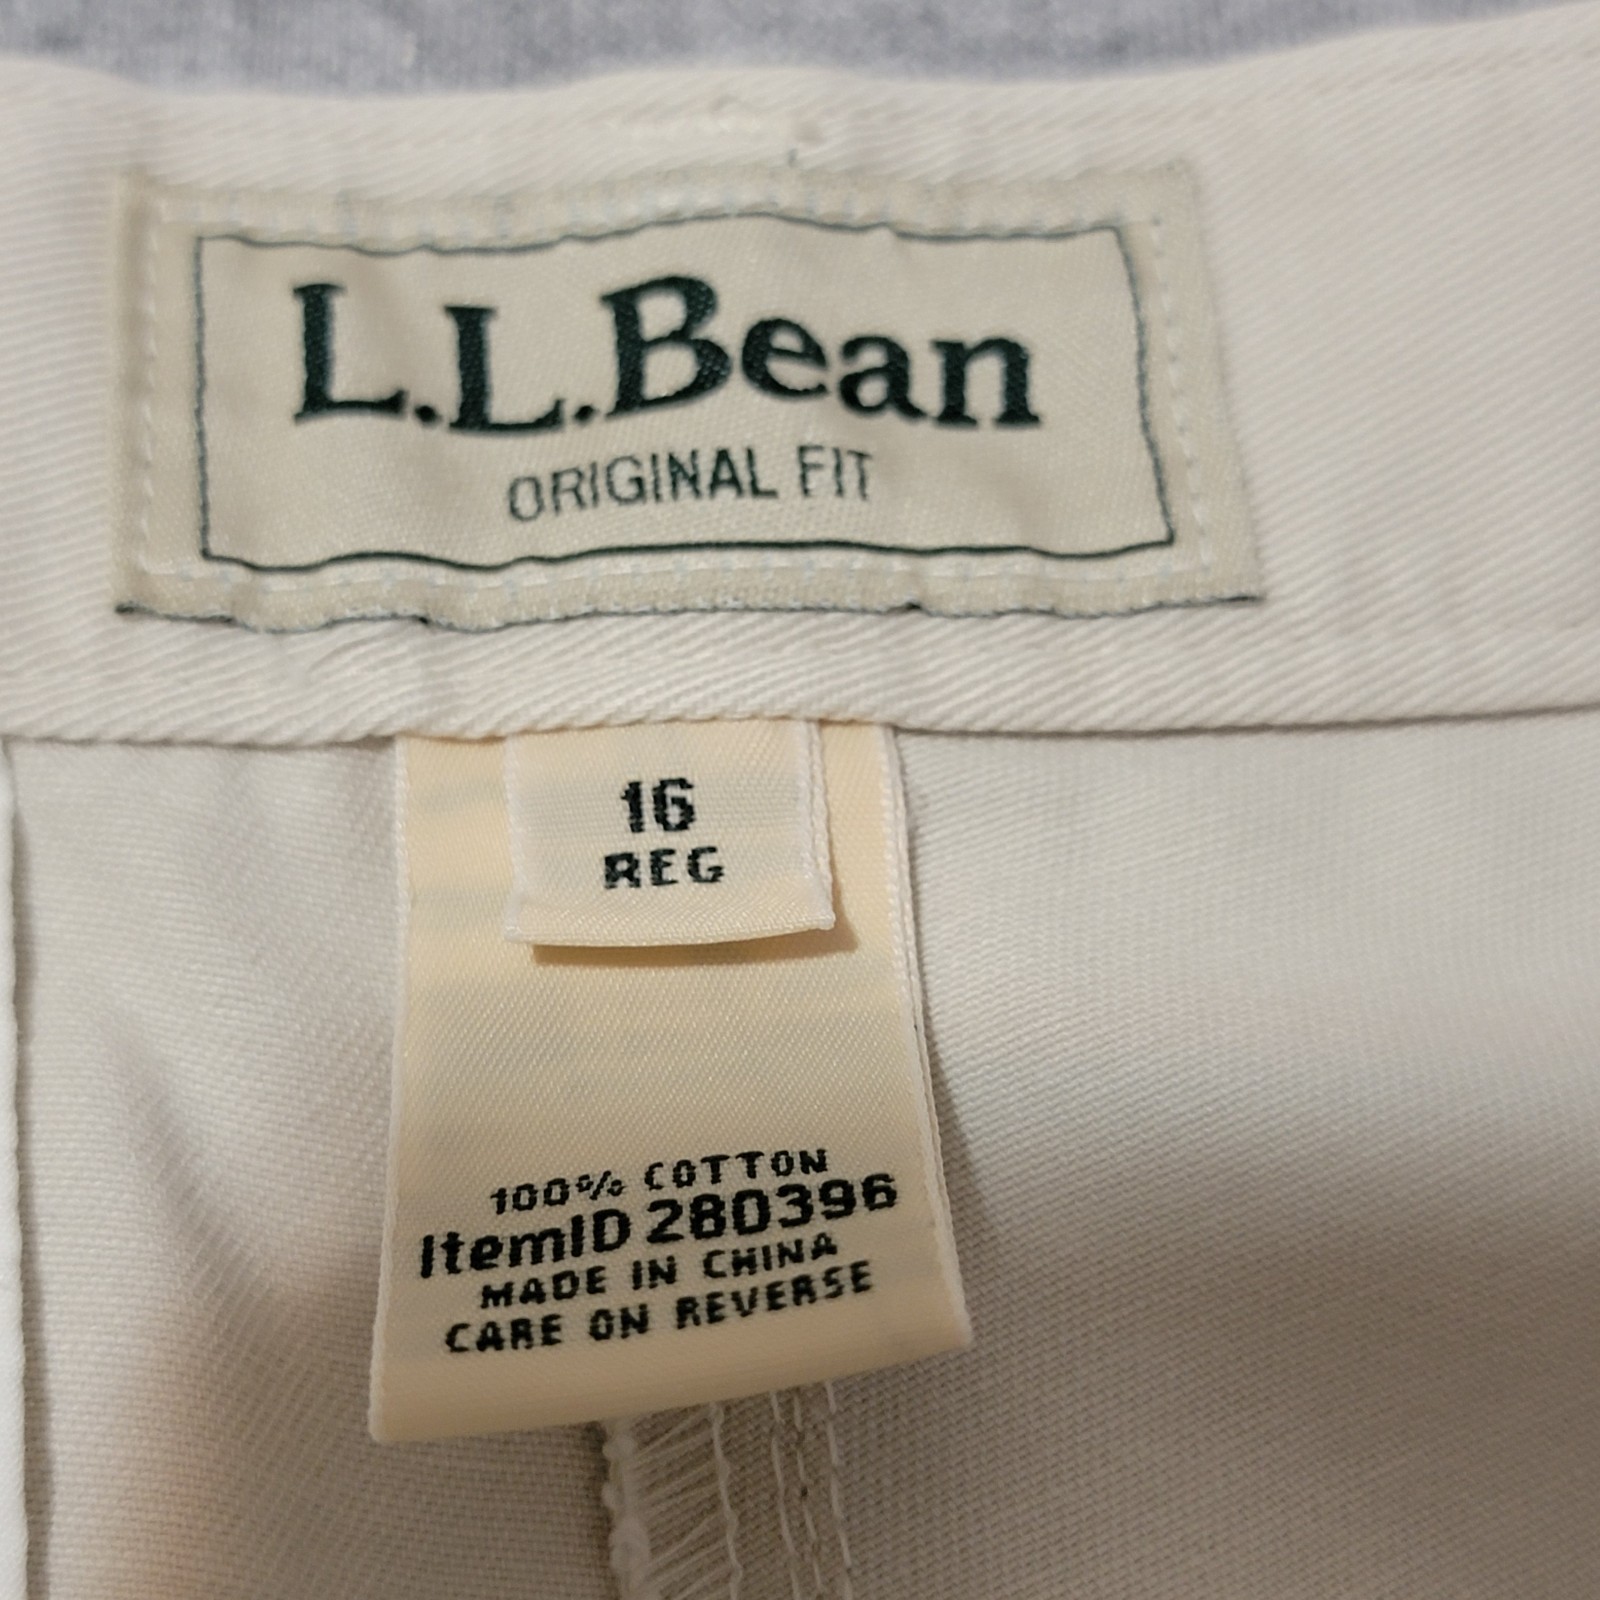 L.L.Bean
ORIGINAL FIT
16
REG
100% COTTON
ItemID 280396
MADE IN CHINA
CARE ON REVERSE